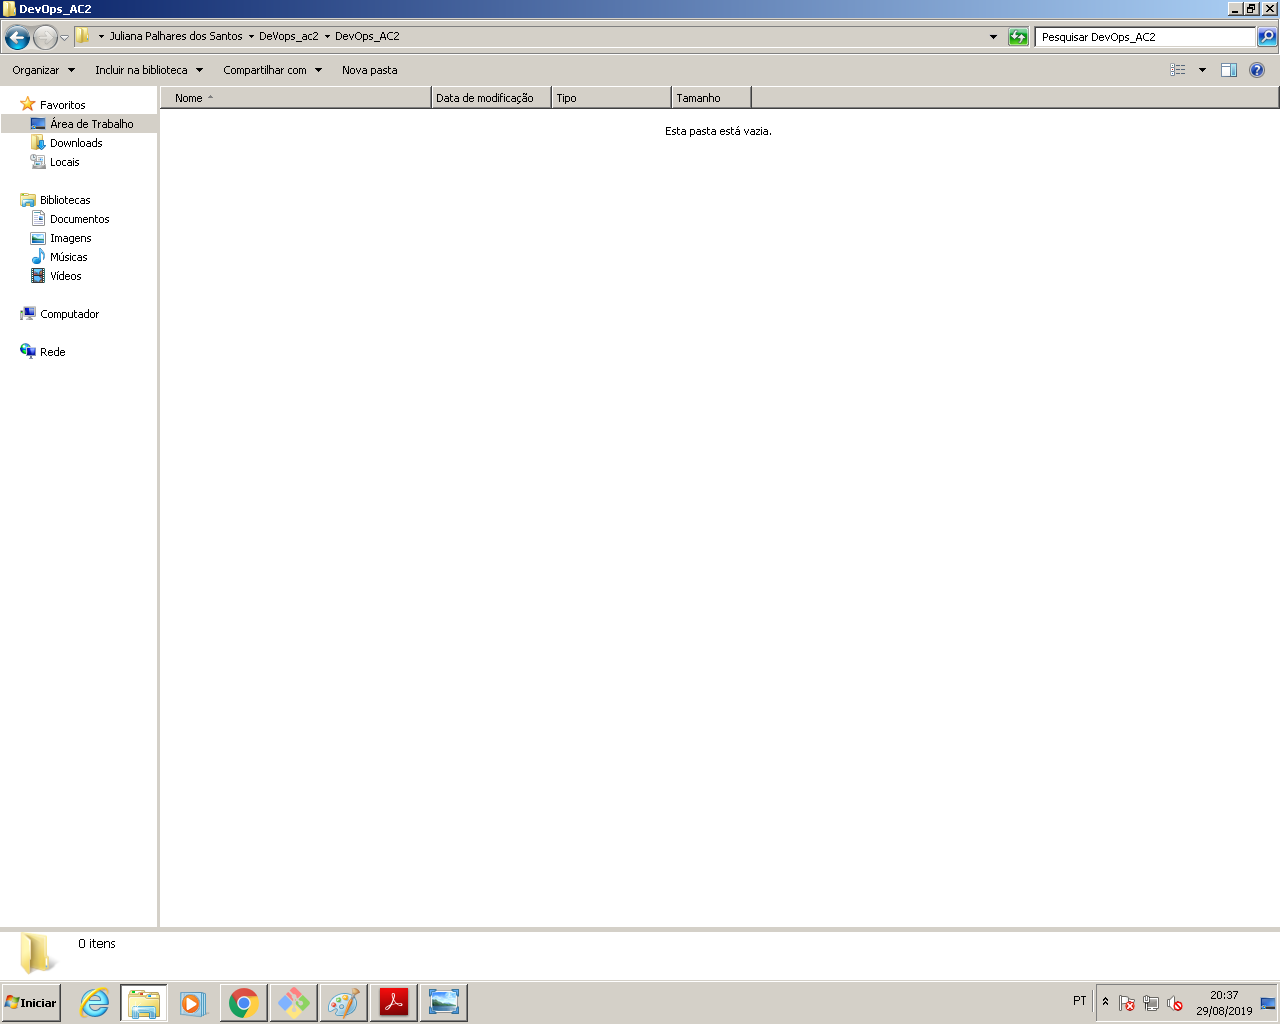 DevOps_AC2
Juliana Palhares dos Santos DeVops_ac2 DevOps_AC2
Pesquisar DevOps_AC2
Organizar Incluir na biblioteca Compartilhar com Nova pasta
Nome Data de modificação Tipo Tamanho
Esta pasta está vazia.
Favoritos
Área de Trabalho
Downloads
Locais
Bibliotecas
Documentos
Imagens
Músicas
Vídeos
Computador
Rede
0 itens
Iniciar
PT
20:37
29/08/2019